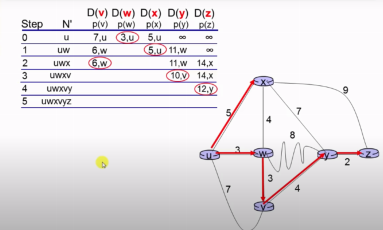 D(v) D(w) D(x) D(y) D(z)
Step N' p(v) p(w) p(x) p(y) p(z)
0 u 7,u 3,u 5,u ∞ ∞
1 uw 6,w 5,u 11,w ∞
2 uwx 6,w 11,w 14,x
3 uwxv 10,v 14,x
4 uwxvy 12,y
5 uwxvyz
x
9
5
7
4
8
u
3
w
y
2
z
3
7
4
v